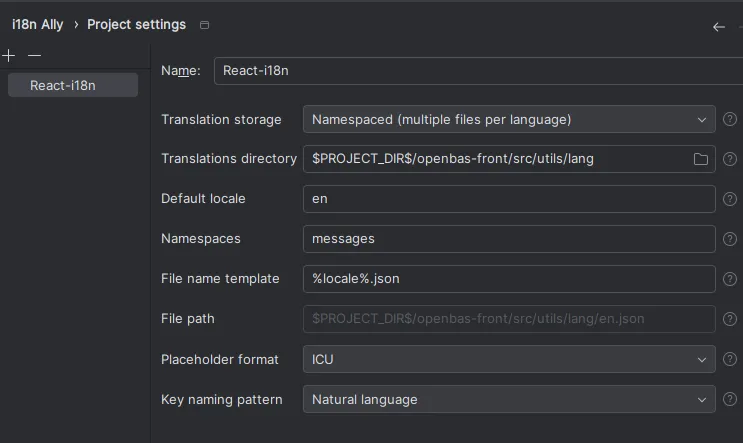 i18n Ally › Project settings
React-i18n
Name: React-i18n
Translation storage Namespaced (multiple files per language)
Translations directory $PROJECT_DIR$/openbas-front/src/utils/lang
Default locale en
Namespaces messages
File name template %locale%.json
File path $PROJECT_DIR$/openbas-front/src/utils/lang/en.json
Placeholder format ICU
Key naming pattern Natural language